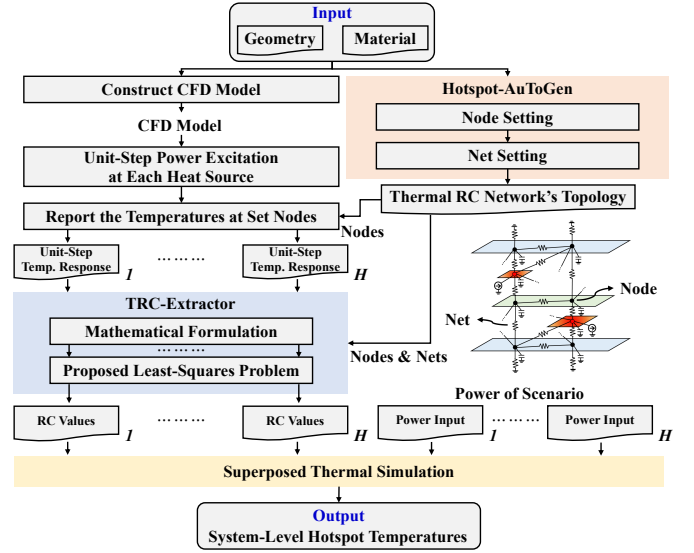 Input
Geometry
Material
Construct CFD Model
Hotspot-AuToGen
Node Setting
CFD Model
Unit-Step Power Excitation
at Each Heat Source
Net Setting
Thermal RC Network's Topology
Report the Temperatures at Set Nodes
Nodes
Unit-Step
Temp. Response
1
………
Unit-Step
Temp. Response
H
TRC-Extractor
Mathematical Formulation
………
Proposed Least-Squares Problem
Nodes & Nets
Node
Net
Power of Scenario
RC Values
1
………
RC Values
H
Power Input
1
………
Power Input
H
Superposed Thermal Simulation
Output
System-Level Hotspot Temperatures